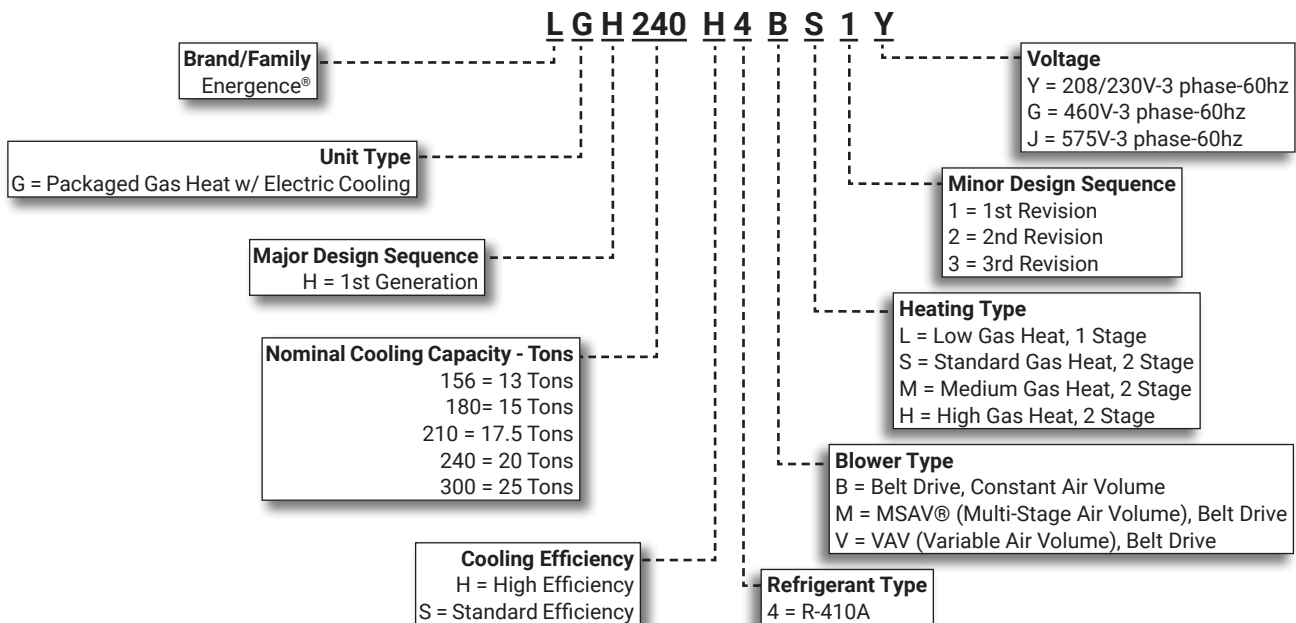 L G H 240 H 4 B S 1 Y
Brand/Family
Energence®
Unit Type
G = Packaged Gas Heat w/ Electric Cooling
Major Design Sequence
H = 1st Generation
Nominal Cooling Capacity - Tons
156 = 13 Tons
180= 15 Tons
210 = 17.5 Tons
240 = 20 Tons
300 = 25 Tons
Cooling Efficiency
H = High Efficiency
S = Standard Efficiency
Refrigerant Type
4 = R-410A
Blower Type
B = Belt Drive, Constant Air Volume
M = MSAV® (Multi-Stage Air Volume), Belt Drive
V = VAV (Variable Air Volume), Belt Drive
Heating Type
L = Low Gas Heat, 1 Stage
S = Standard Gas Heat, 2 Stage
M = Medium Gas Heat, 2 Stage
H = High Gas Heat, 2 Stage
Minor Design Sequence
1 = 1st Revision
2 = 2nd Revision
3 = 3rd Revision
Voltage
Y = 208/230V-3 phase-60hz
G = 460V-3 phase-60hz
J = 575V-3 phase-60hz